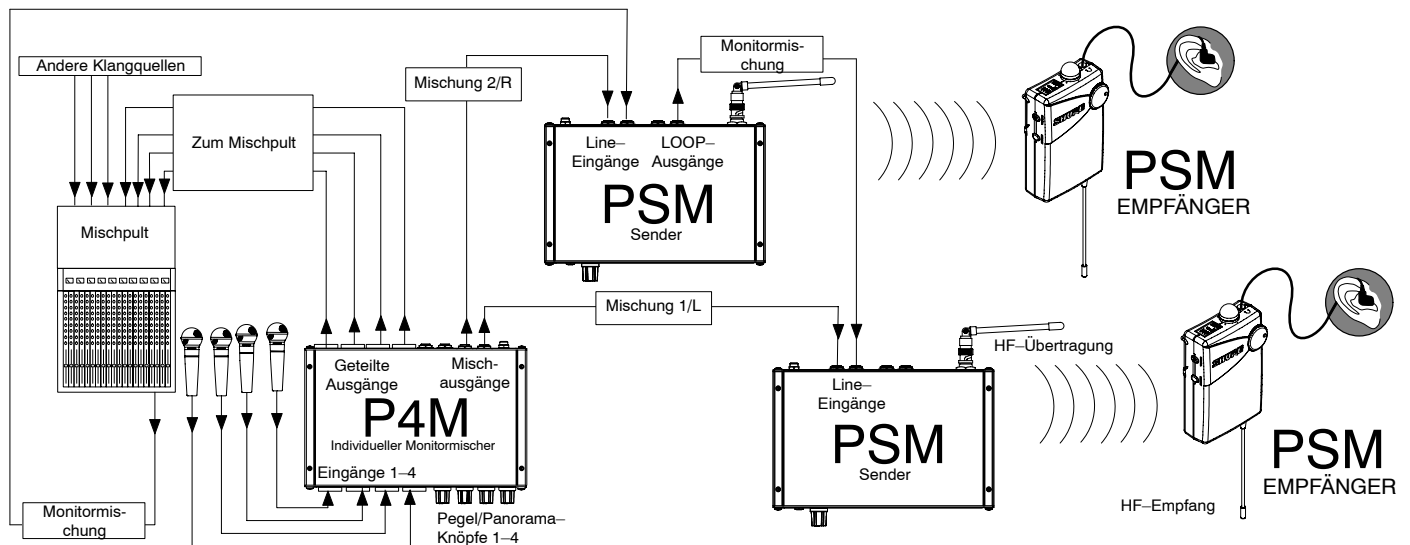 Andere Klangquellen
Zum Mischpult
Mischpult
Mischung 2/R
Monitormis-
chung
Line–
Eingänge
LOOP–
Ausgänge
PSM
Sender
SHURE
PSM
EMPFÄNGER
Mischung 1/L
Geteilte
Ausgänge
Misch-
ausgänge
P4M
Individueller Monitormischer
Eingänge 1–4
Pegel/Panorama–
Knöpfe 1–4
Monitormis-
chung
HF–Übertragung
Line–
Eingänge
PSM
Sender
SHURE
PSM
EMPFÄNGER
HF–Empfang